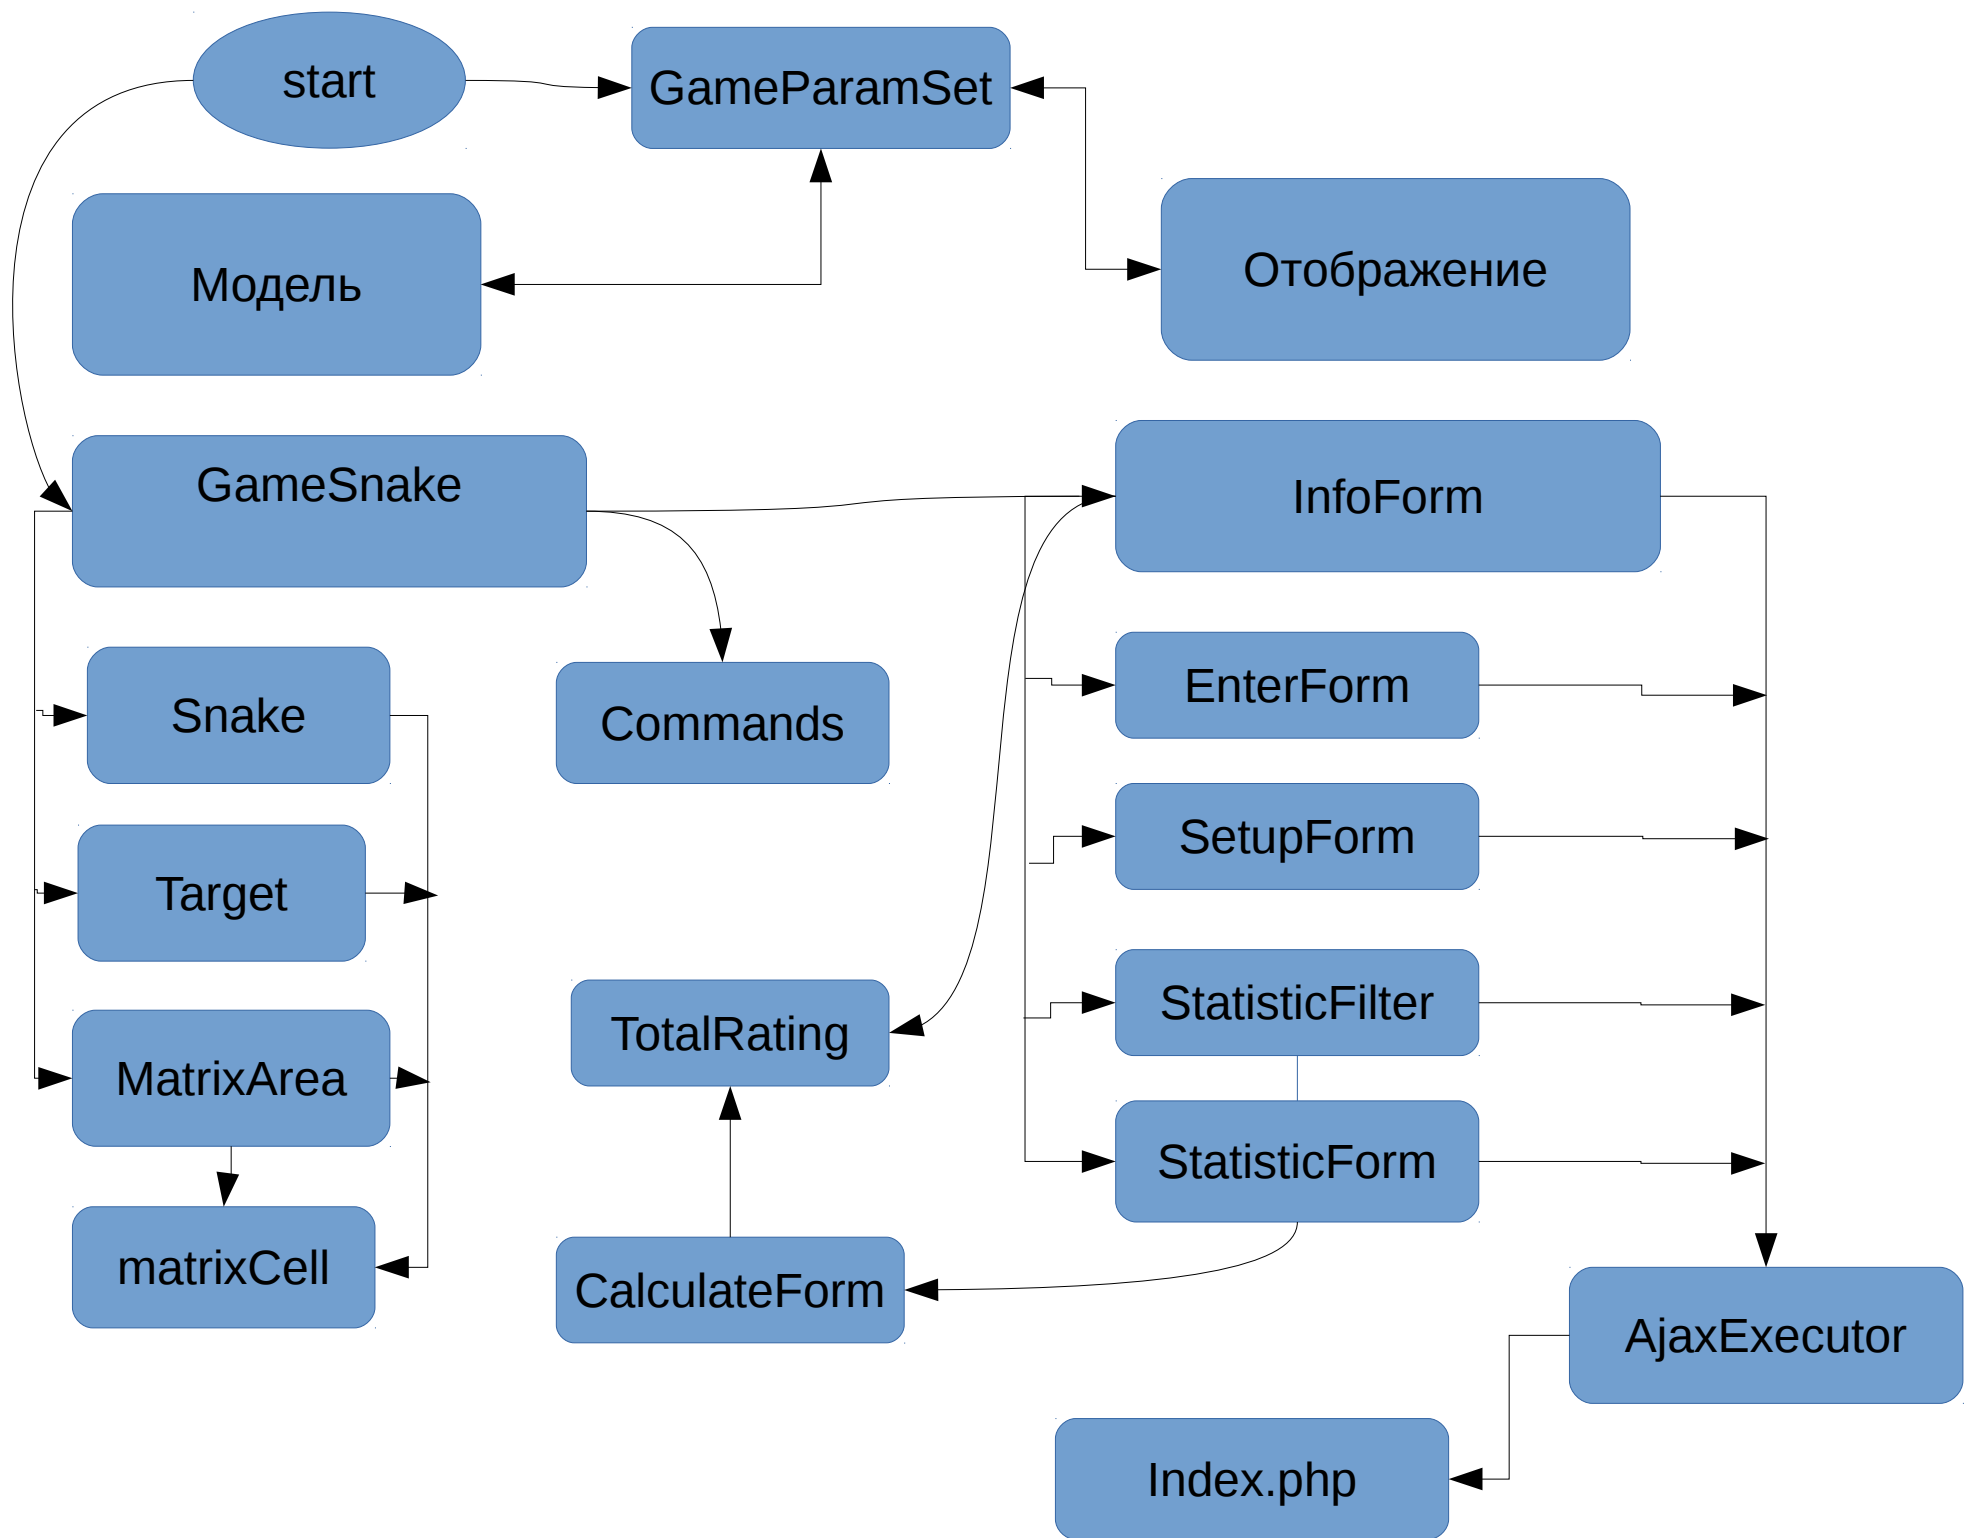 start
GameParamSet
Модель
Отображение
GameSnake
InfoForm
Snake
Commands
EnterForm
Target
SetupForm
MatrixArea
TotalRating
StatisticFilter
StatisticForm
matrixCell
CalculateForm
AjaxExecutor
Index.php